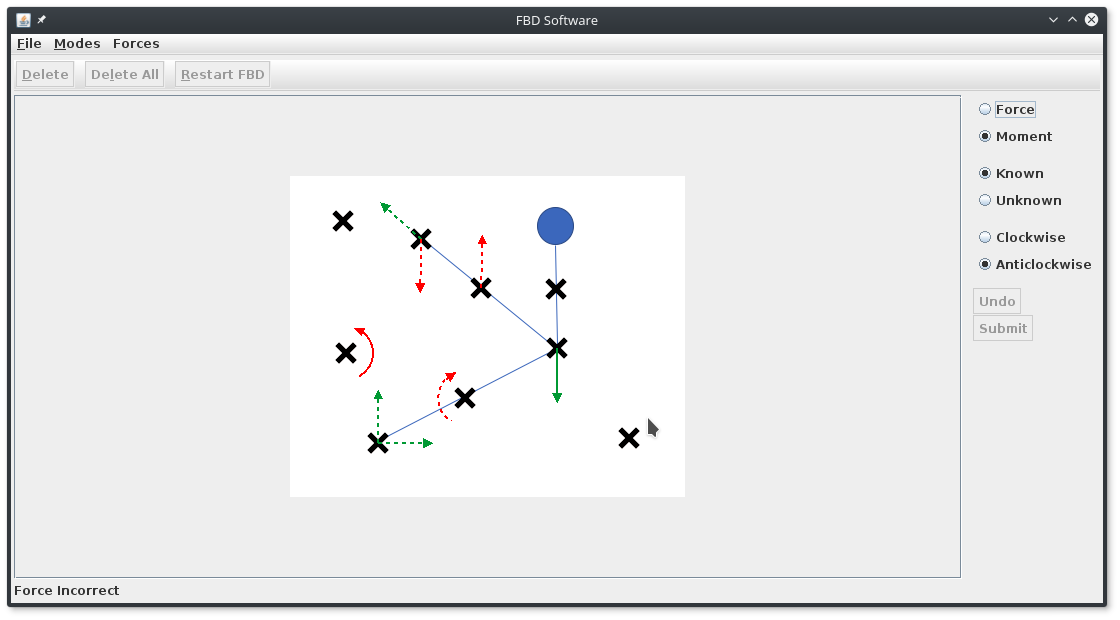 FBD Software
File Modes Forces
Delete Delete All Restart FBD
Force
Moment
Known
Unknown
Clockwise
Anticlockwise
Undo
Submit
Force Incorrect